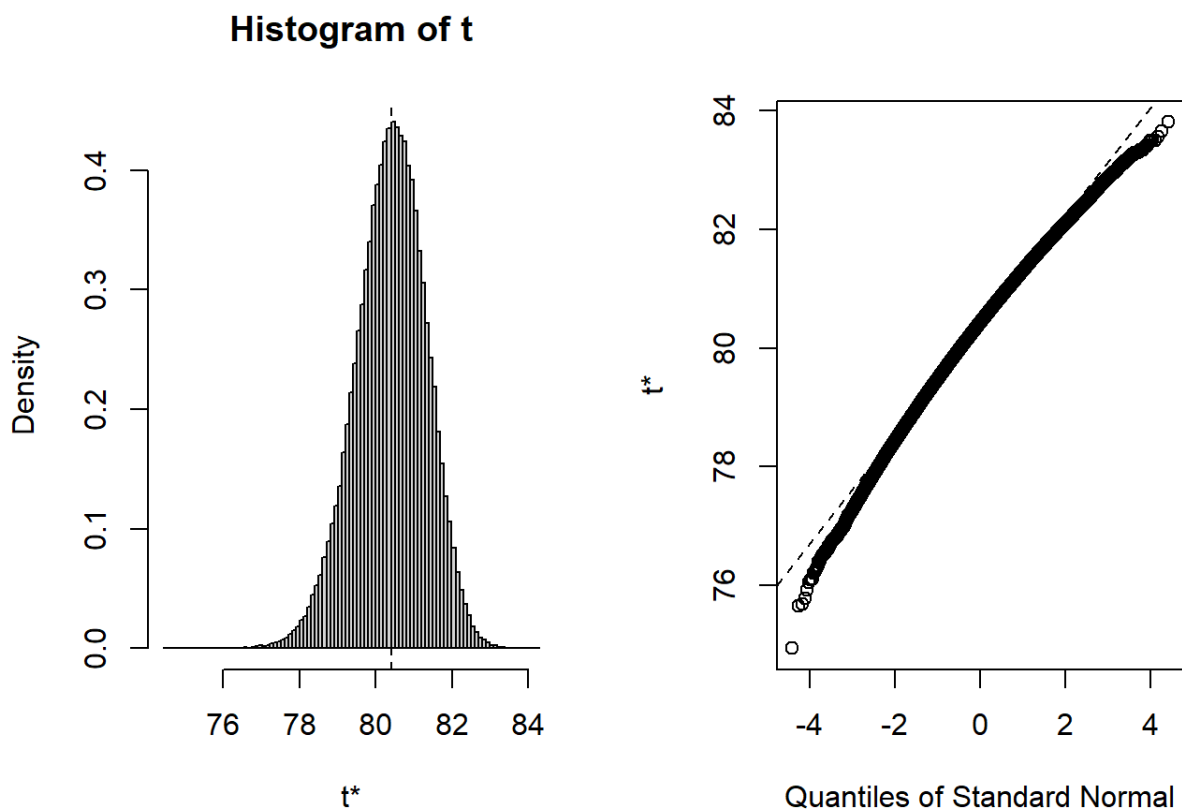 Histogram of t
Density
0.0 0.1 0.2 0.3 0.4
76 78 80 82 84
t*
t*
76 78 80 82 84
-4 -2 0 2 4
Quantiles of Standard Normal